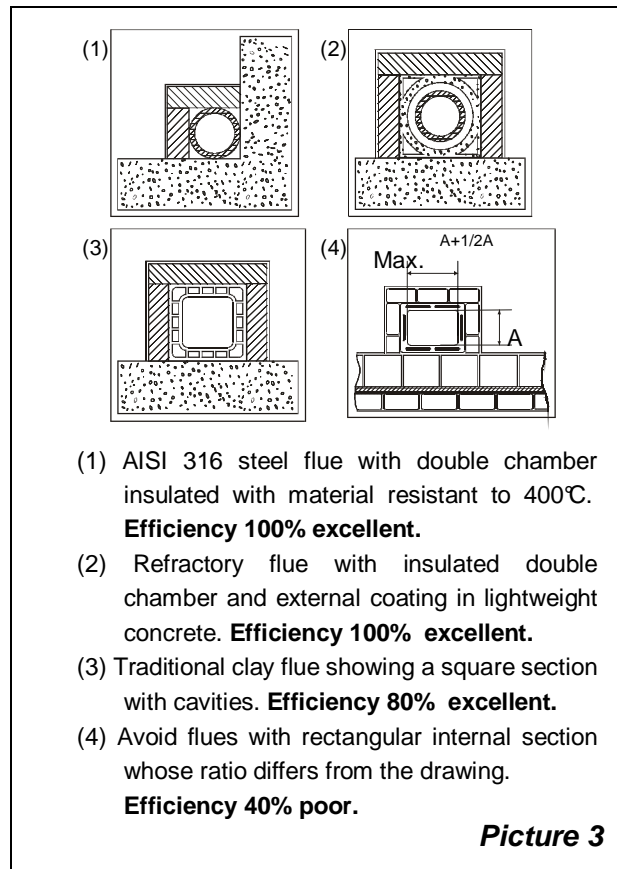 (1)
(2)
(3)
(4)
A+1/2A
Max.
A
(1) AISI 316 steel flue with double chamber
insulated with material resistant to 400℃.
Efficiency 100% excellent.
(2) Refractory flue with insulated double
chamber and external coating in lightweight
concrete. Efficiency 100% excellent.
(3) Traditional clay flue showing a square section
with cavities. Efficiency 80% excellent.
(4) Avoid flues with rectangular internal section
whose ratio differs from the drawing.
Efficiency 40% poor.
Picture 3